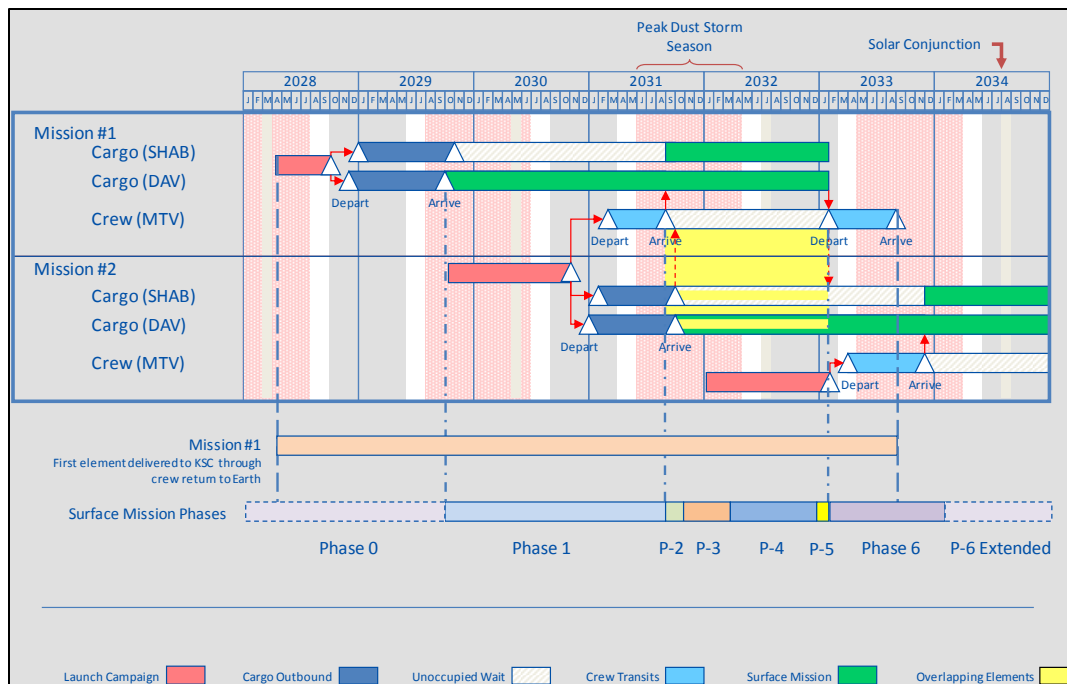 Peak Dust Storm
Season
Solar Conjunction
2028 2029 2030 2031 2032 2033 2034
J F M A M J J A S O N D J F M A M J J A S O N D J F M A M J J A S O N D J F M A M J J A S O N D J F M A M J J A S O N D J F M A M J J A S O N D J F M A M J J A S O N D
Mission #1
Cargo (SHAB)
Cargo (DAV)
Depart Arrive
Crew (MTV)
Depart Arrive Depart Arrive
Mission #2
Cargo (SHAB)
Cargo (DAV)
Depart Arrive
Crew (MTV)
Depart Arrive
Mission #1
First element delivered to KSC through
crew return to Earth
Surface Mission Phases
Phase 0 Phase 1 P-2 P-3 P-4 P-5 Phase 6 P-6 Extended
Launch Campaign Cargo Outbound Unoccupied Wait Crew Transits Surface Mission Overlapping Elements